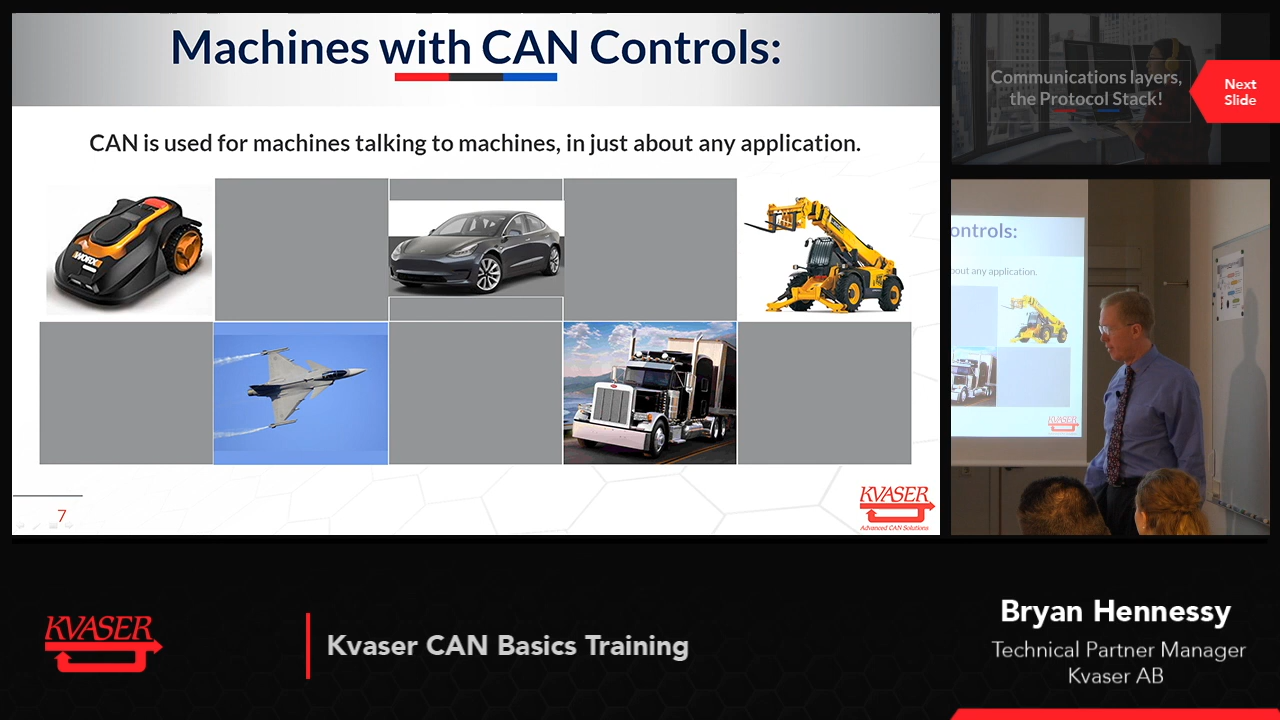 Machines with CAN Controls:
CAN is used for machines talking to machines, in just about any application.
WORX
7
KVASER
Advanced CAN Solutions
Communications layers,
the Protocol Stack!
Next
Slide
ontrols:
bout any application.
KVASER
KVASER
Kvaser CAN Basics Training
Bryan Hennessy
Technical Partner Manager
Kvaser AB